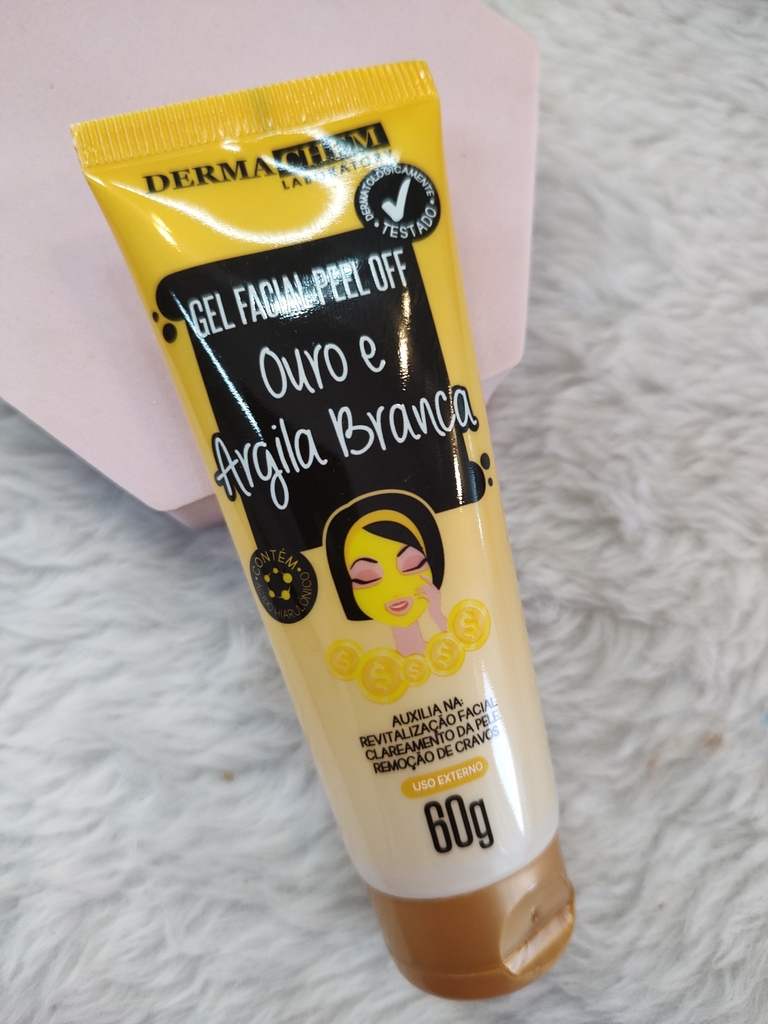 DERMACHEM
LABORATORY
DERMATOLOGICAMENTE
TESTADO
GEL FACIAL PEEL OFF
Ouro e
Argila Branca
CONTÉM
AUXILIA NA:
REVITALIZAÇÃO FACIAL
CLAREAMENTO DA PELE
REMOÇÃO DE CRAVOS
USO EXTERNO
60g